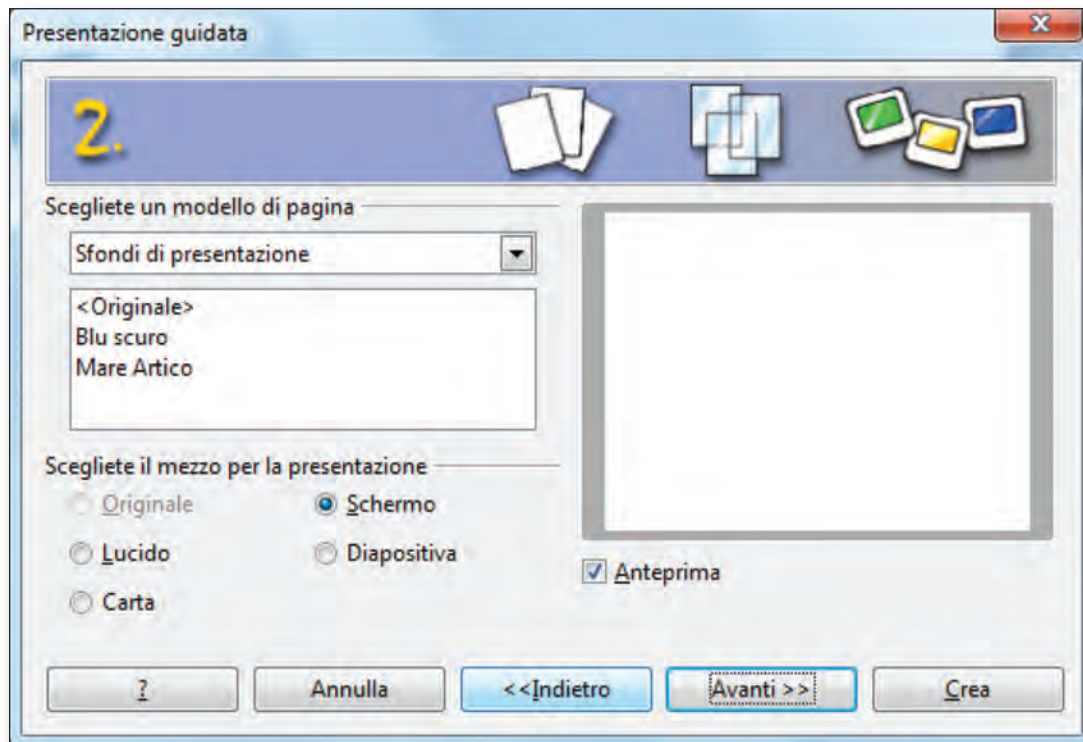 Presentazione guidata
2.
Scegliete un modello di pagina
Sfondi di presentazione
<Originale>
Blu scuro
Mare Artico
Scegliete il mezzo per la presentazione
Originale
Schermo
Lucido
Diapositiva
Carta
Anteprima
?
Annulla
<<Indietro
Avanti >>
Crea